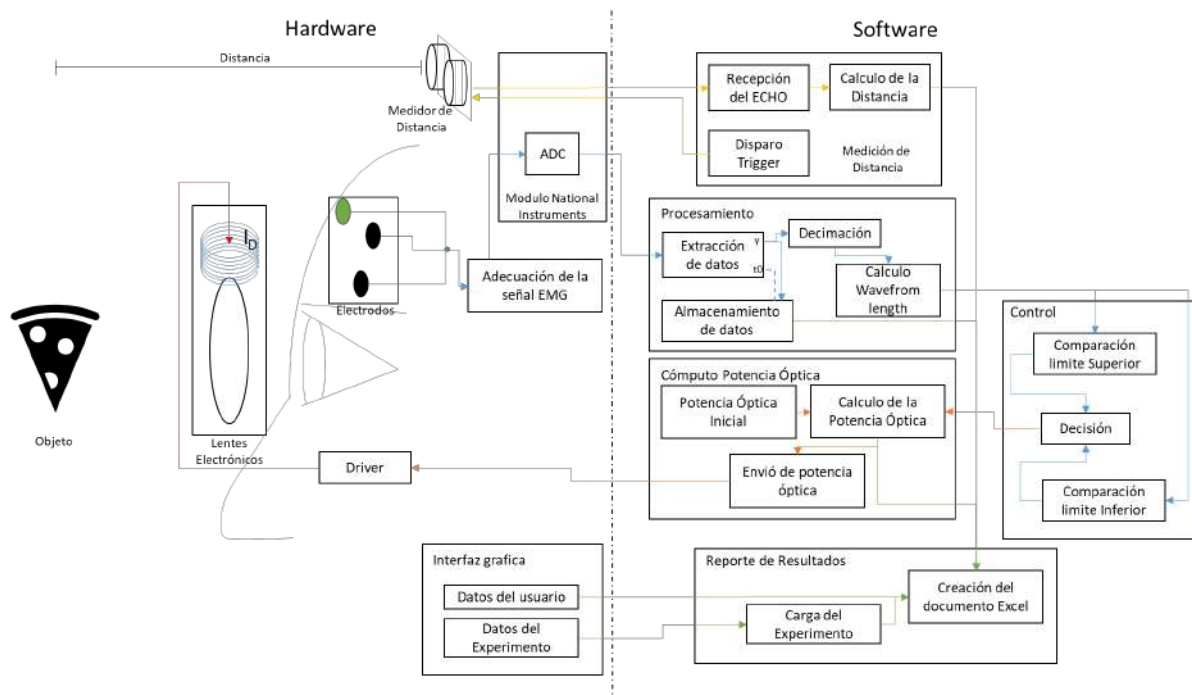 Hardware
Software
Distancia
Medidor de
Distancia
Recepción
del ECHO
Calculo de la
Distancia
Disparo
Trigger
Medición de
Distancia
ADC
Modulo National
Instruments
I_D
Electrodos
Adecuación de la
señal EMG
Procesamiento
Extracción
de datos
y
t0
Decimación
Calculo
Wavefrom
length
Almacenamiento
de datos
Control
Comparación
limite Superior
Decisión
Comparación
limite Inferior
Cómputo Potencia Óptica
Potencia Óptica
Inicial
Calculo de la
Potencia Óptica
Envió de potencia
óptica
Objeto
Lentes
Electrónicos
Driver
Interfaz grafica
Datos del usuario
Datos del
Experimento
Reporte de Resultados
Carga del
Experimento
Creación del
documento Excel